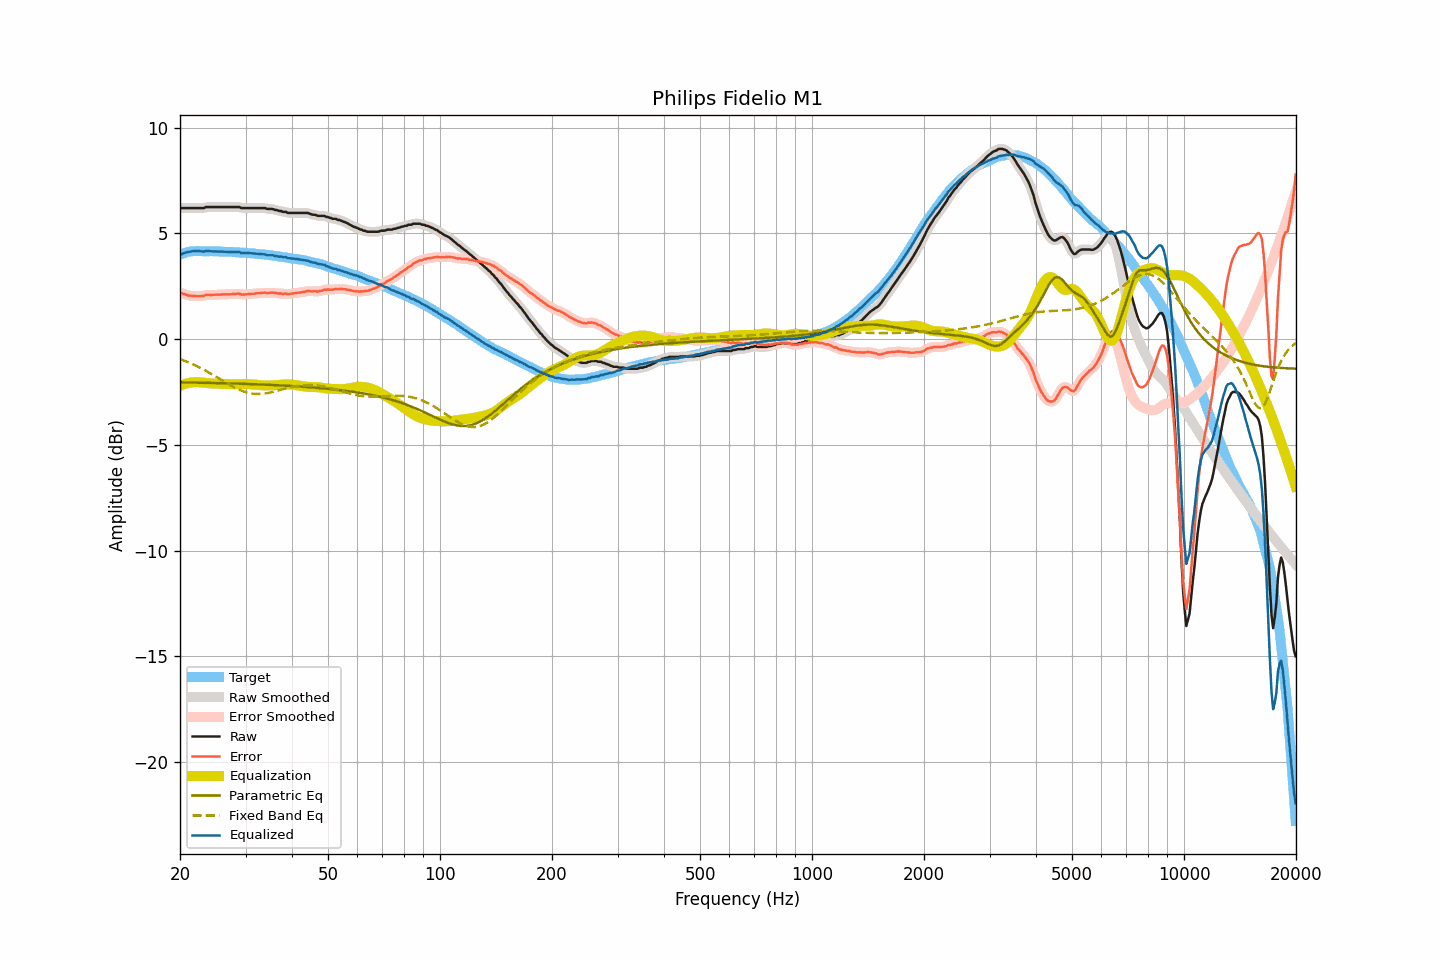 Philips Fidelio M1
10
5
0
−5
−10
−15
−20
Amplitude (dBr)
Target
Raw Smoothed
Error Smoothed
Raw
Error
Equalization
Parametric Eq
Fixed Band Eq
Equalized
20 50 100 200 500 1000 2000 5000 10000 20000
Frequency (Hz)